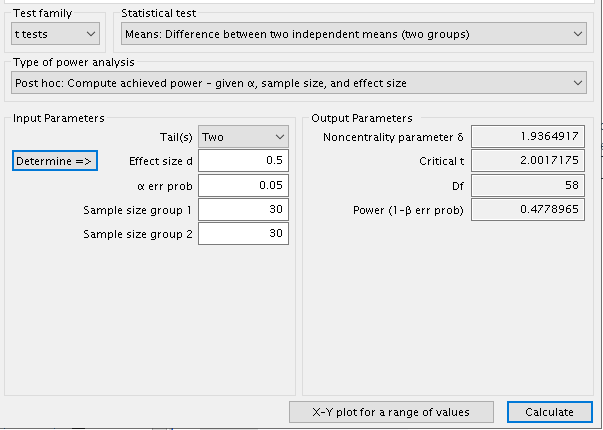 Test family Statistical test
t tests Means: Difference between two independent means (two groups)
Type of power analysis
Post hoc: Compute achieved power – given α, sample size, and effect size
Input Parameters Output Parameters
Tail(s) Two Noncentrality parameter δ 1.9364917
Determine => Effect size d 0.5 Critical t 2.0017175
α err prob 0.05 Df 58
Sample size group 1 30 Power (1-β err prob) 0.4778965
Sample size group 2 30
X-Y plot for a range of values Calculate